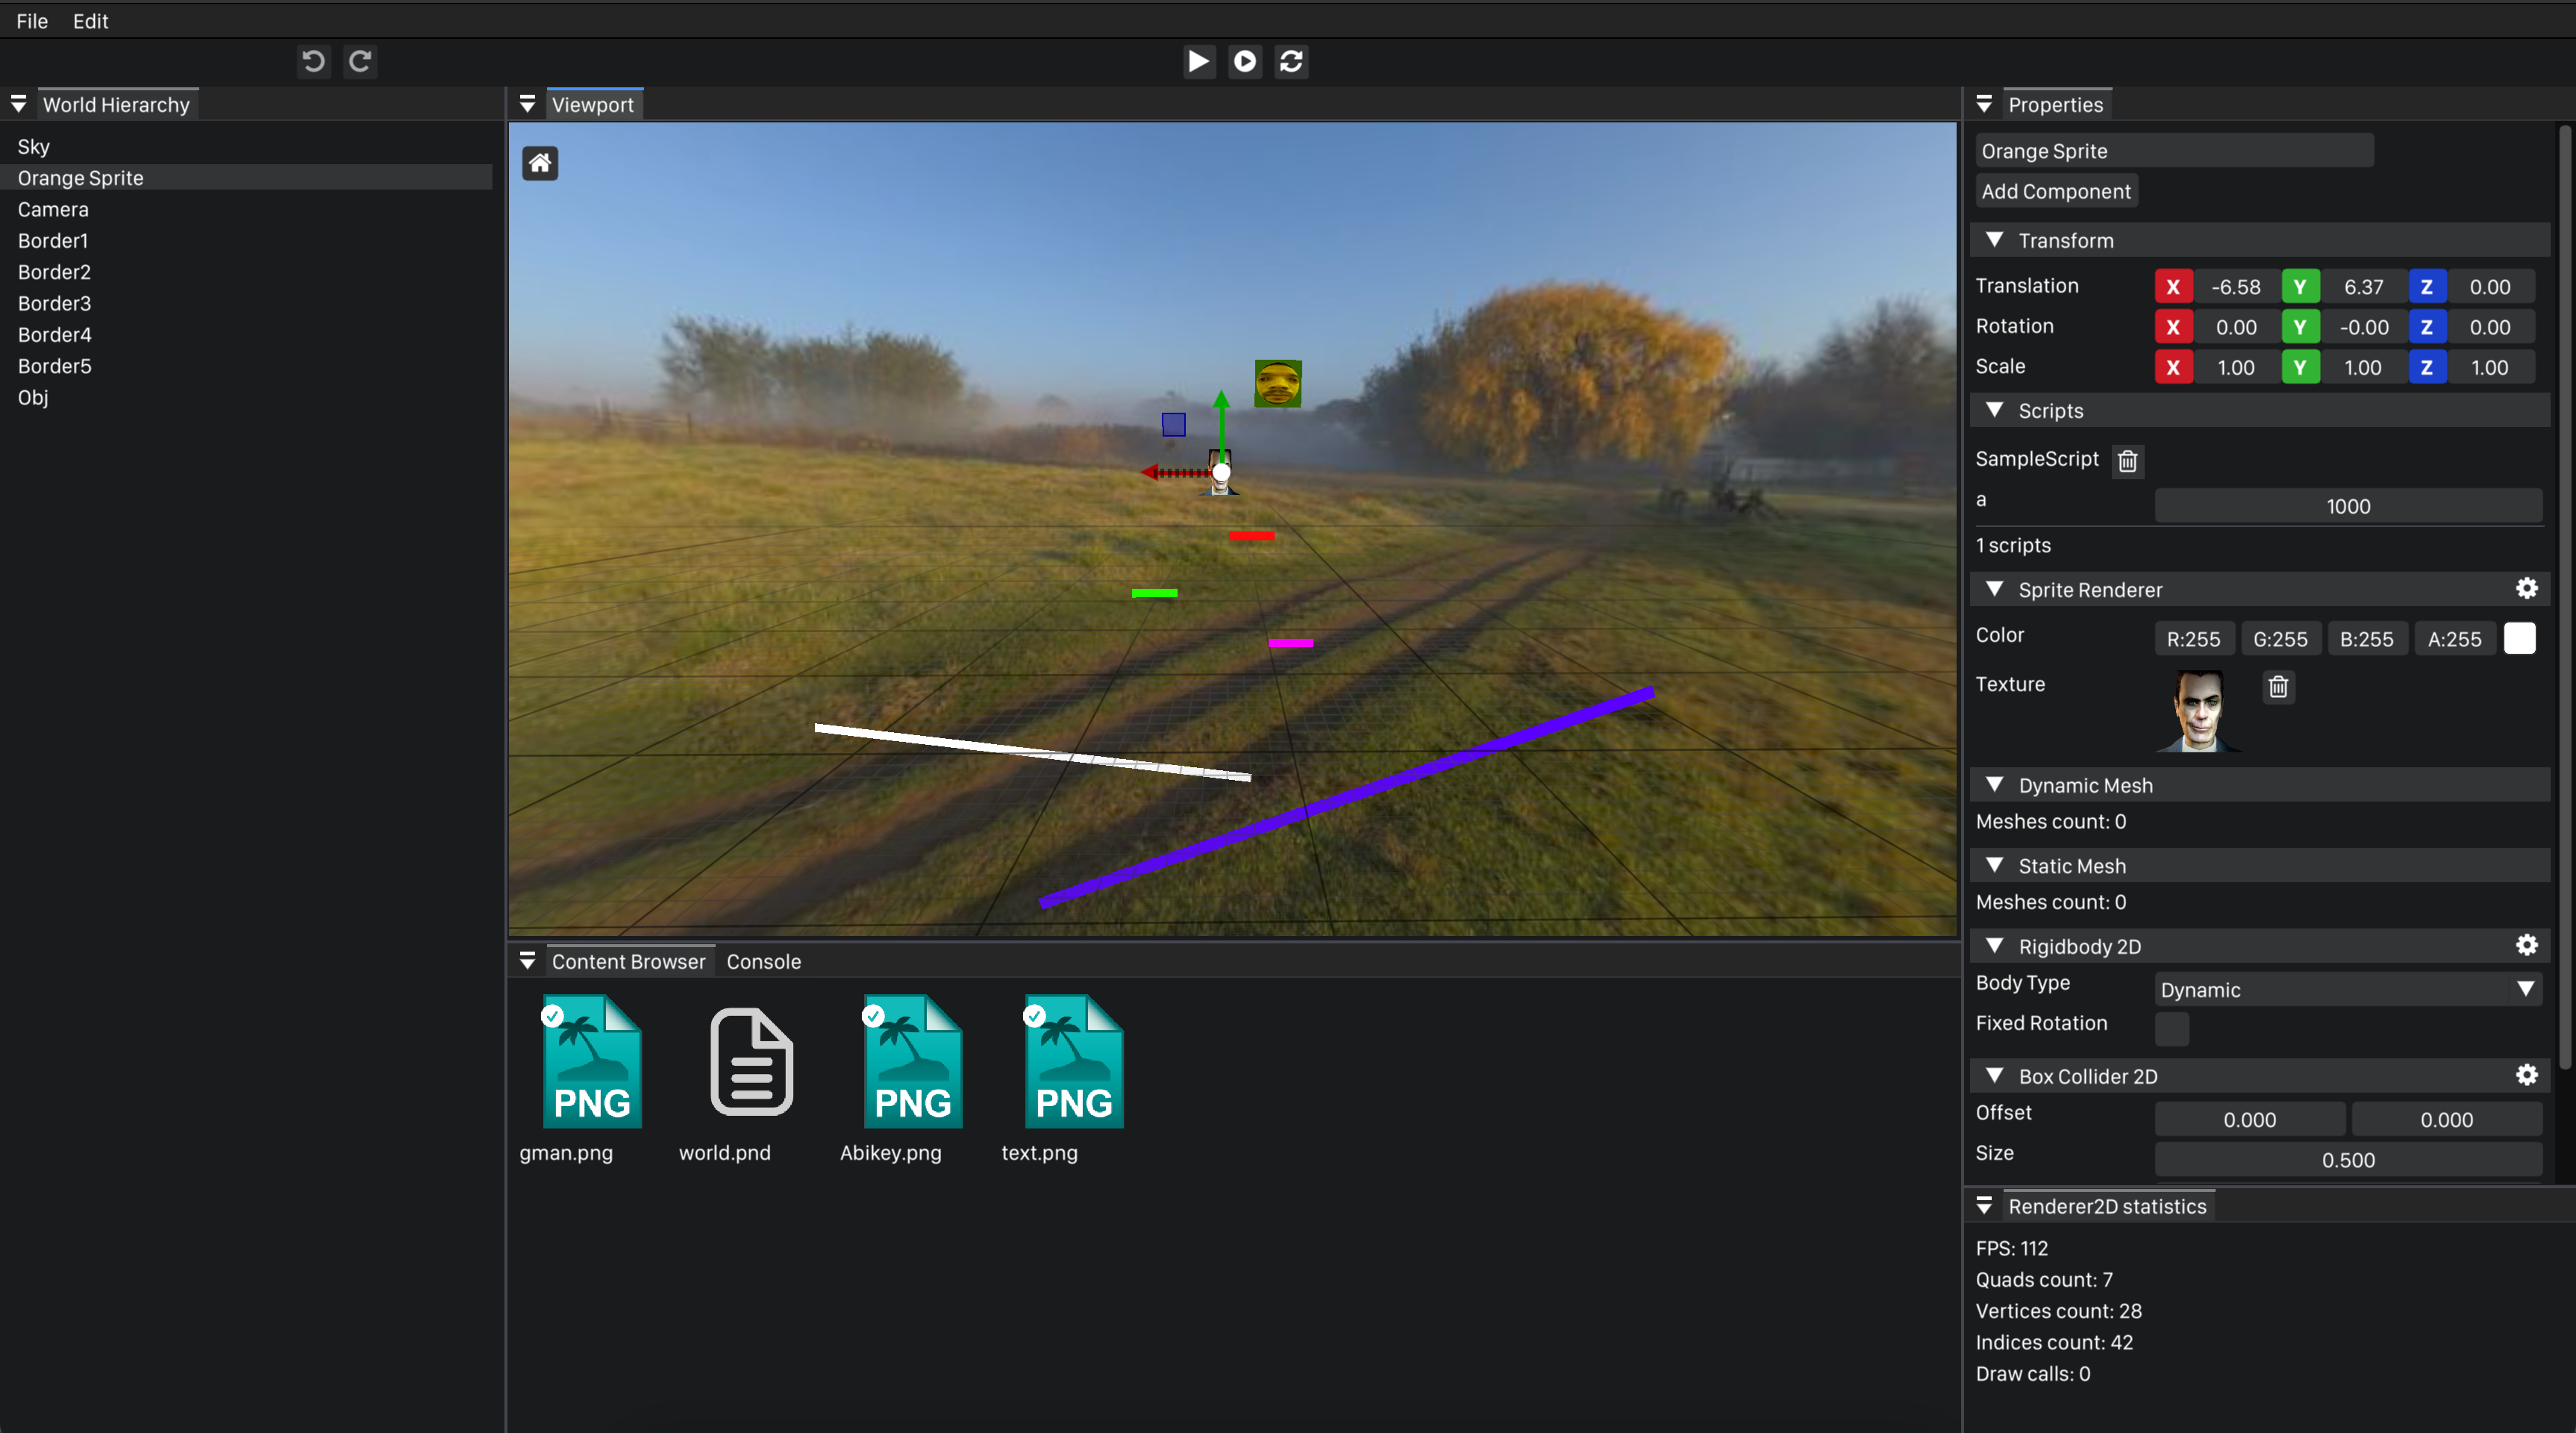 File Edit
World Hierarchy
Sky
Orange Sprite
Camera
Border1
Border2
Border3
Border4
Border5
Obj
Viewport
Content Browser Console
PNG PNG PNG
gman.png world.pnd Abikey.png text.png
Properties
Orange Sprite
Add Component
Transform
Translation X -6.58 Y 6.37 Z 0.00
Rotation X 0.00 Y -0.00 Z 0.00
Scale X 1.00 Y 1.00 Z 1.00
Scripts
SampleScript
a 1000
1 scripts
Sprite Renderer
Color R:255 G:255 B:255 A:255
Texture
Dynamic Mesh
Meshes count: 0
Static Mesh
Meshes count: 0
Rigidbody 2D
Body Type Dynamic
Fixed Rotation
Box Collider 2D
Offset 0.000 0.000
Size 0.500
Renderer2D statistics
FPS: 112
Quads count: 7
Vertices count: 28
Indices count: 42
Draw calls: 0